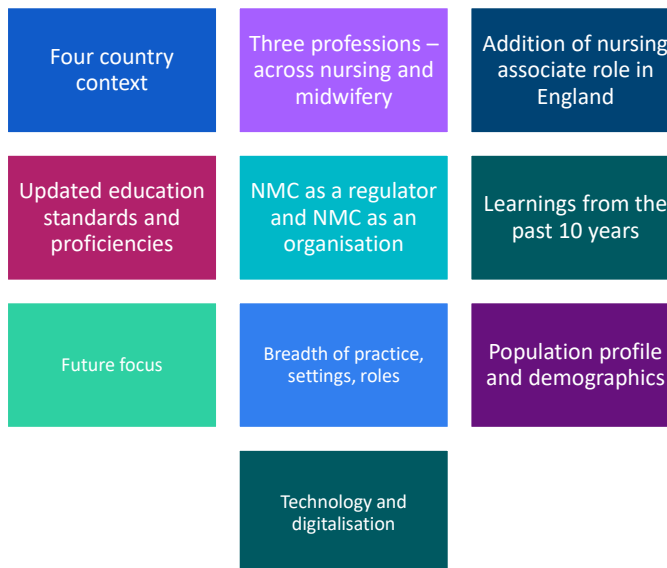 Four country
context
Three professions –
across nursing and
midwifery
Addition of nursing
associate role in
England
Updated education
standards and
proficiencies
NMC as a regulator
and NMC as an
organisation
Learnings from the
past 10 years
Future focus
Breadth of practice,
settings, roles
Population profile
and demographics
Technology and
digitalisation